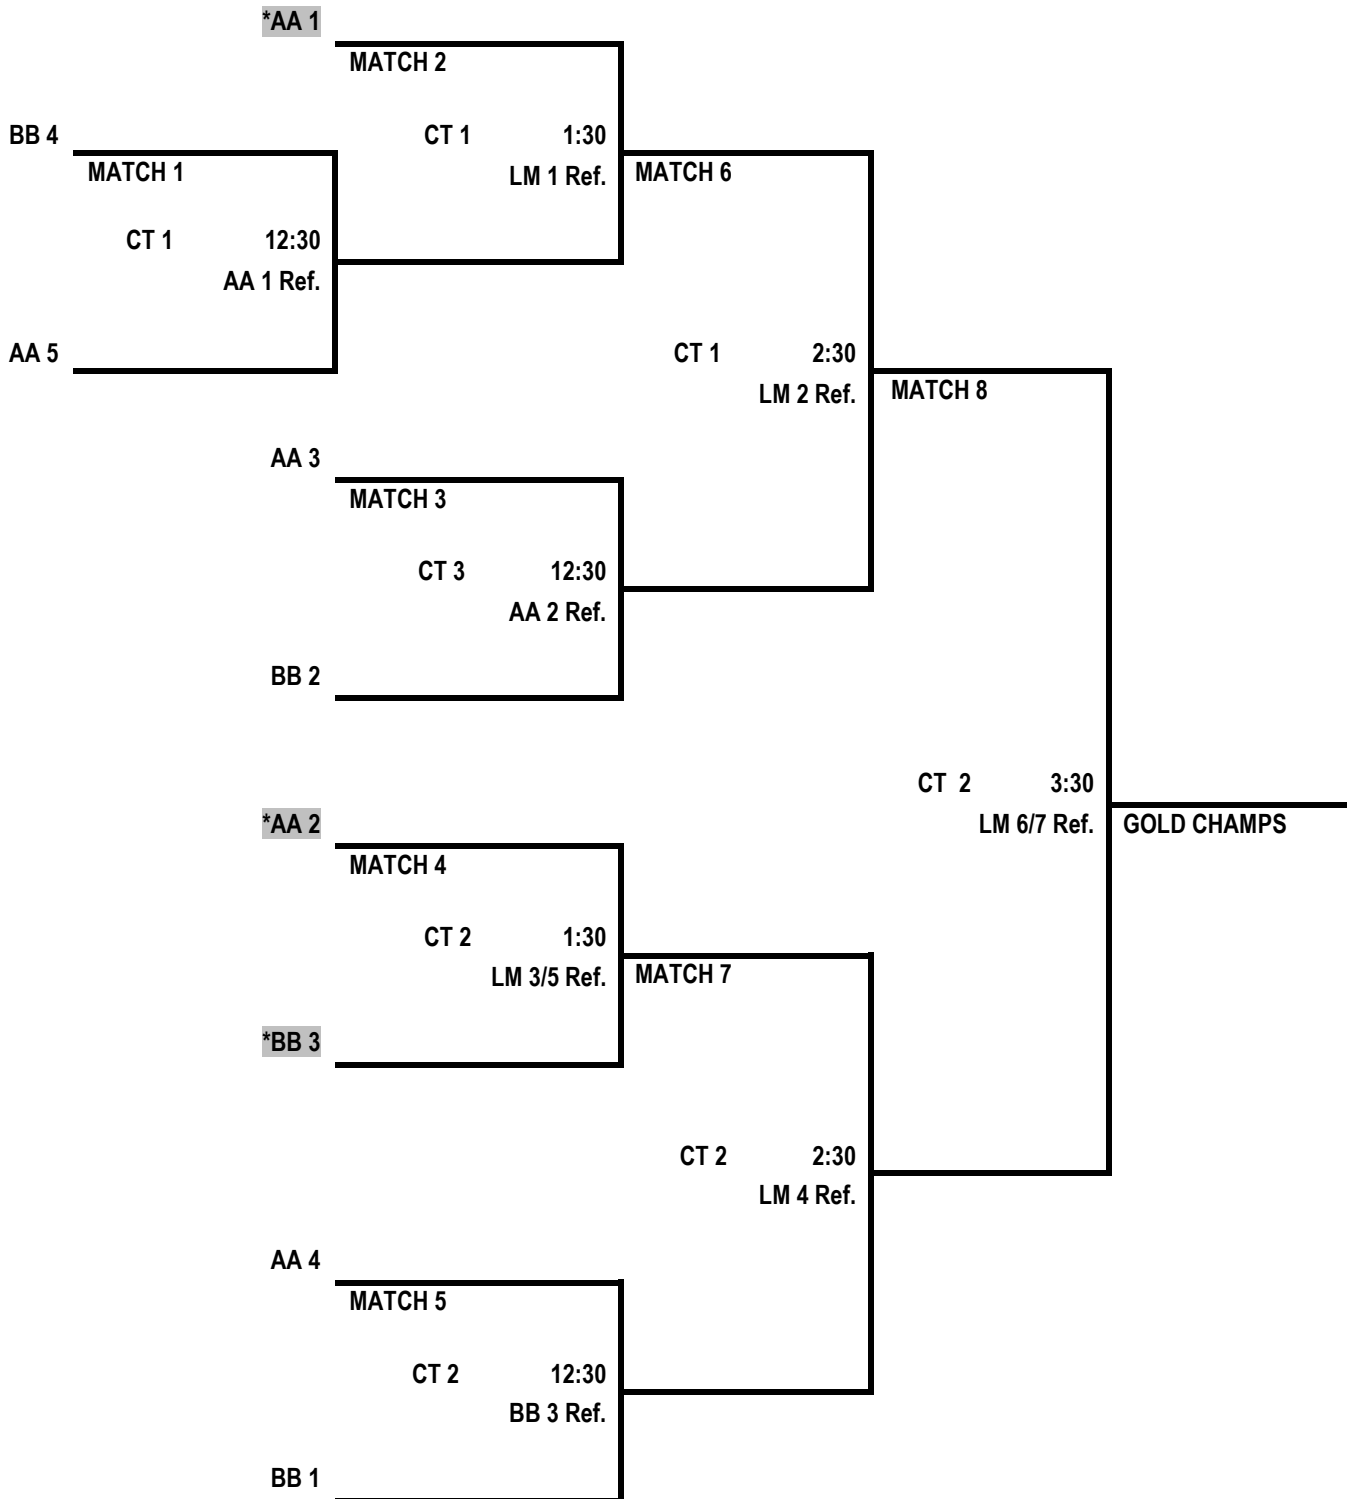 *AA 1
MATCH 2
BB 4
CT 1 1:30
MATCH 1
LM 1 Ref.
MATCH 6
CT 1 12:30
AA 1 Ref.
AA 5
CT 1 2:30
LM 2 Ref.
MATCH 8
AA 3
MATCH 3
CT 3 12:30
AA 2 Ref.
BB 2
CT 2 3:30
*AA 2
LM 6/7 Ref.
GOLD CHAMPS
MATCH 4
CT 2 1:30
LM 3/5 Ref.
MATCH 7
*BB 3
CT 2 2:30
LM 4 Ref.
AA 4
MATCH 5
CT 2 12:30
BB 3 Ref.
BB 1